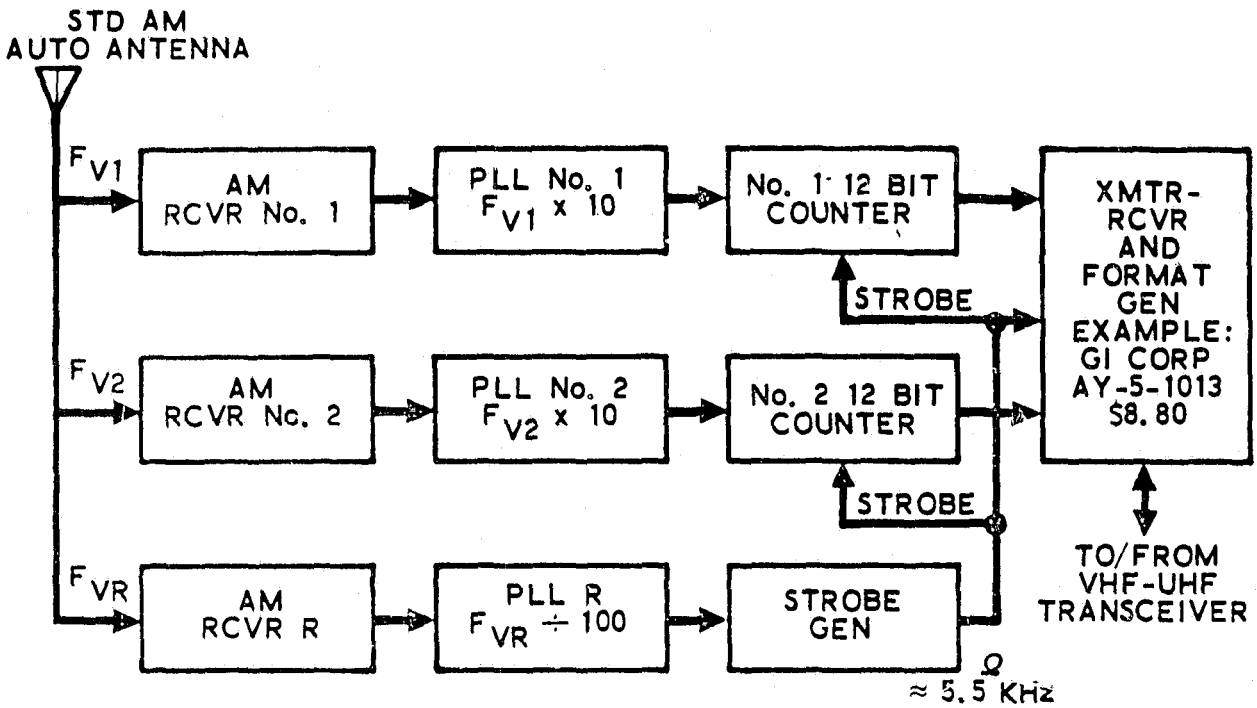 STD AM
AUTO ANTENNA
F V1
AM
RCVR No. 1
PLL No. 1
F V1 x 10
No. 1 12 BIT
COUNTER
XMTR-
RCVR
AND
FORMAT
GEN
EXAMPLE:
GI CORP
AY-5-1013
$8.80
STROBE
F V2
AM
RCVR No. 2
PLL No. 2
F V2 x 10
No. 2 12 BIT
COUNTER
STROBE
TO/FROM
VHF-UHF
TRANSCEIVER
F VR
AM
RCVR R
PLL R
F VR ÷ 100
STROBE
GEN
≈ 5.5 KHz